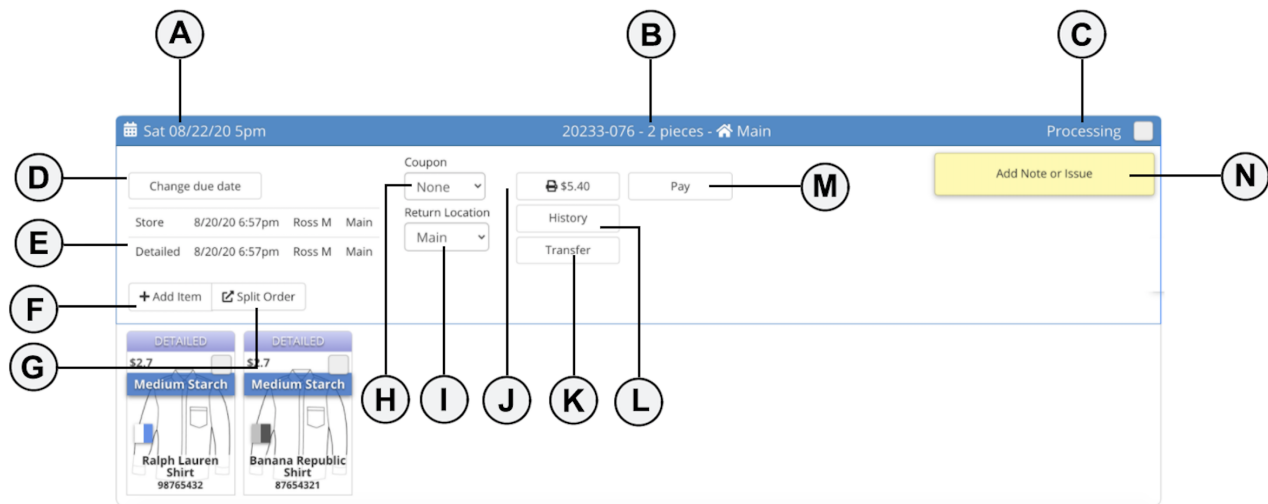 A
B
C
Sat 08/22/20 5pm
20233-076 - 2 pieces - Main
Processing
D
Change due date
Coupon
None
$5.40
Pay
M
Add Note or Issue
N
E
Store 8/20/20 6:57pm Ross M Main
Detailed 8/20/20 6:57pm Ross M Main
Return Location
Main
History
Transfer
F
+ Add Item
Split Order
G
H
I
J
K
L
DETAILED
$2.7
Medium Starch
Ralph Lauren
Shirt
98765432
DETAILED
$2.7
Medium Starch
Banana Republic
Shirt
87654321